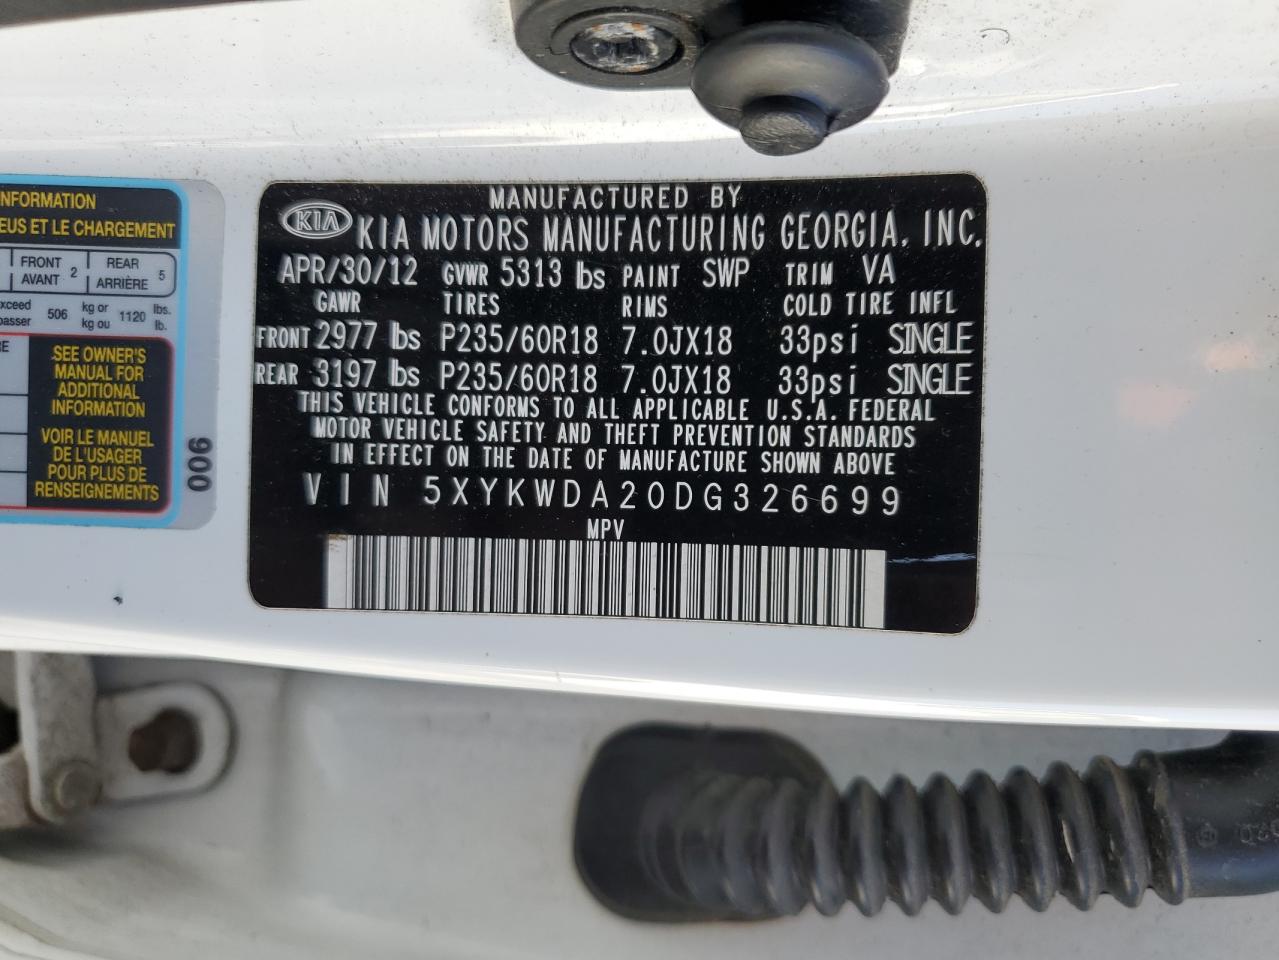 NFORMATION
EUS ET LE CHARGEMENT
FRONT 2 REAR 5
AVANT ARRIÈRE
xceed 506 kg or 1120 lbs.
passer kg ou lb.
RE
SEE OWNER'S
MANUAL FOR
ADDITIONAL
INFORMATION
VOIR LE MANUEL
DE L'USAGER
POUR PLUS DE
RENSEIGNEMENTS
006
MANUFACTURED BY
KIA KIA MOTORS MANUFACTURING GEORGIA, INC.
APR/30/12 GVWR 5313 lbs PAINT SWP TRIM VA
GAWR TIRES RIMS COLD TIRE INFL
FRONT 2977 lbs P235/60R18 7.0JX18 33psi SINGLE
REAR 3197 lbs P235/60R18 7.0JX18 33psi SINGLE
THIS VEHICLE CONFORMS TO ALL APPLICABLE U.S.A. FEDERAL
MOTOR VEHICLE SAFETY AND THEFT PREVENTION STANDARDS
IN EFFECT ON THE DATE OF MANUFACTURE SHOWN ABOVE
VIN 5XYKWDA20DG326699
MPV